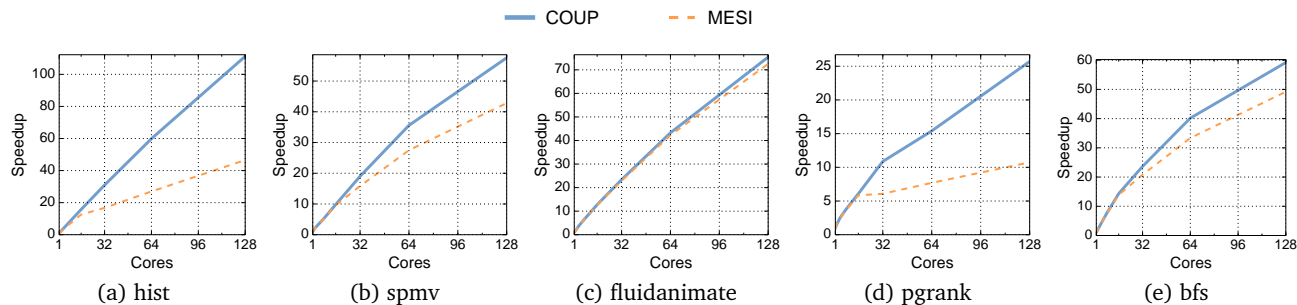 COUP MESI
Speedup
100
80
60
40
20
0
1 32 64 96 128
Cores
(a) hist
Speedup
50
40
30
20
10
0
1 32 64 96 128
Cores
(b) spmv
Speedup
70
60
50
40
30
20
10
0
1 32 64 96 128
Cores
(c) fluidanimate
Speedup
25
20
15
10
5
0
1 32 64 96 128
Cores
(d) pgrank
Speedup
60
50
40
30
20
10
0
1 32 64 96 128
Cores
(e) bfs